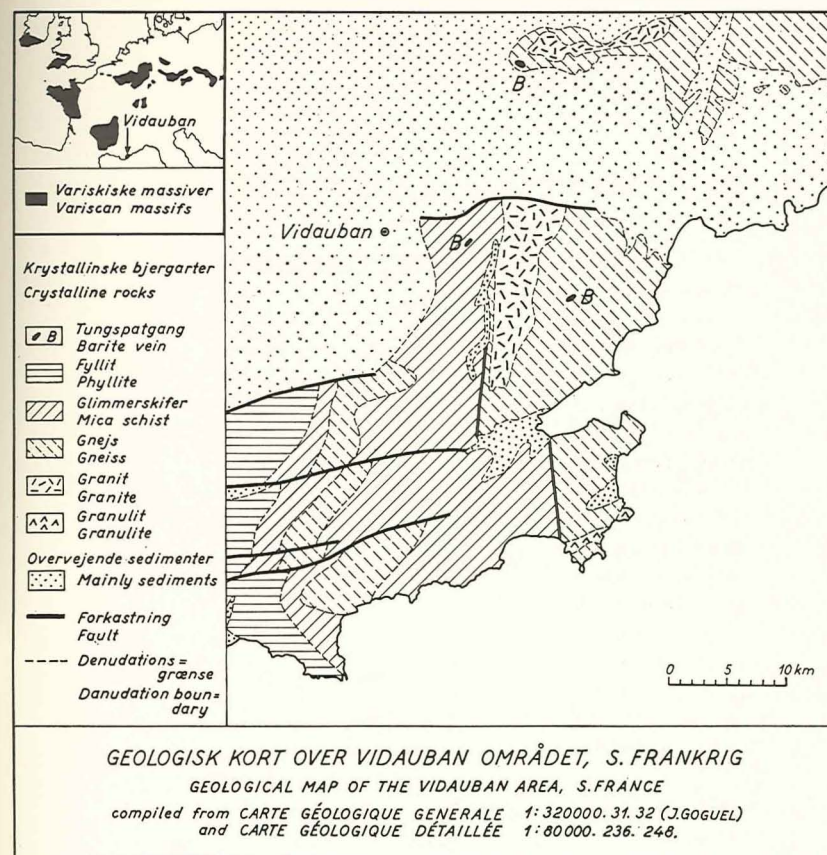 Vidauban
Variskiske massiver
Variscan massifs
Krystallinske bjergarter
Crystalline rocks
B
Tungspatgang
Barite vein
Fyllit
Phyllite
Glimmerskifer
Mica schist
Gnejs
Gneiss
Granit
Granite
Granulit
Granulite
Overvejende sedimenter
Mainly sediments
Forkastning
Fault
Denudations=
grænse
Danudation boun=
dary
B
Vidauban
B
B
0 5 10 km
GEOLOGISK KORT OVER VIDAUBAN OMRÅDET, S. FRANKRIG
GEOLOGICAL MAP OF THE VIDAUBAN AREA, S. FRANCE
compiled from CARTE GÉOLOGIQUE GENERALE 1:320000. 31. 32 (J. GOGUEL)
and CARTE GÉOLOGIQUE DÉTAILLÉE 1:80000. 236. 248.